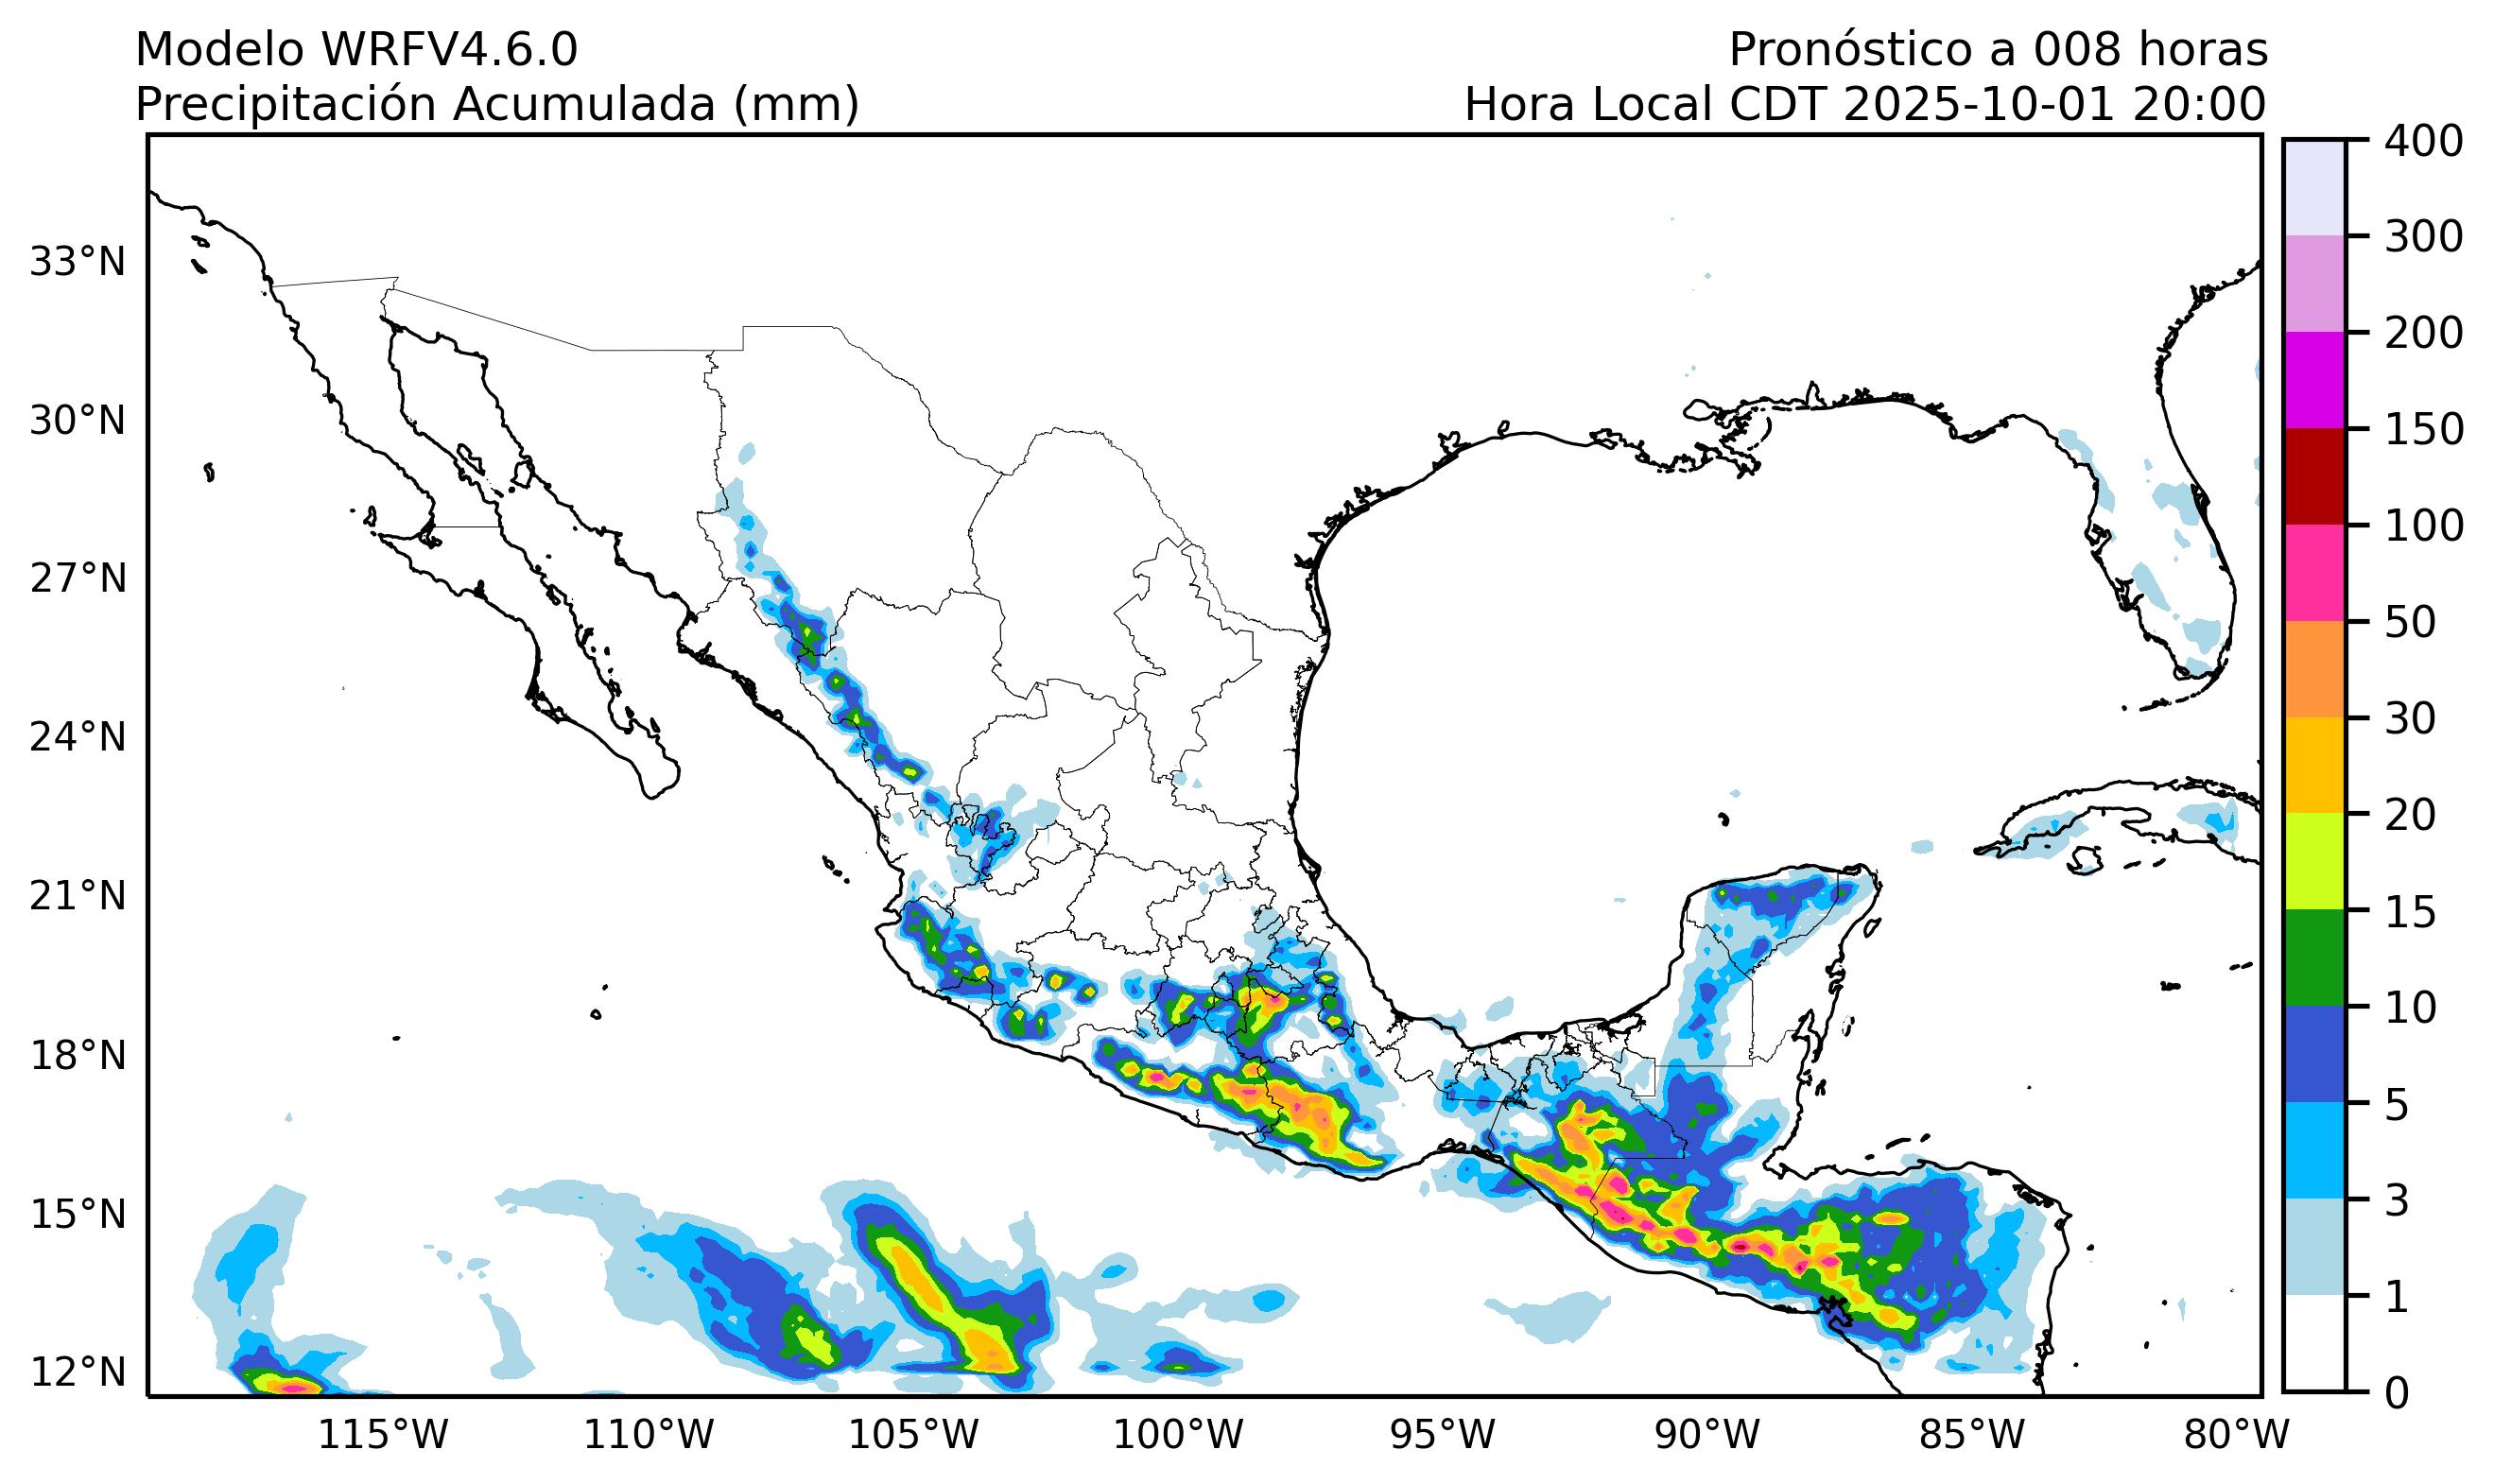 Modelo WRFV4.6.0
Pronóstico a 008 horas
Precipitación Acumulada (mm)
Hora Local CDT 2025-10-01 20:00
400
300
200
150
100
50
30
20
15
10
5
3
1
0
33°N
30°N
27°N
24°N
21°N
18°N
15°N
12°N
115°W
110°W
105°W
100°W
95°W
90°W
85°W
80°W